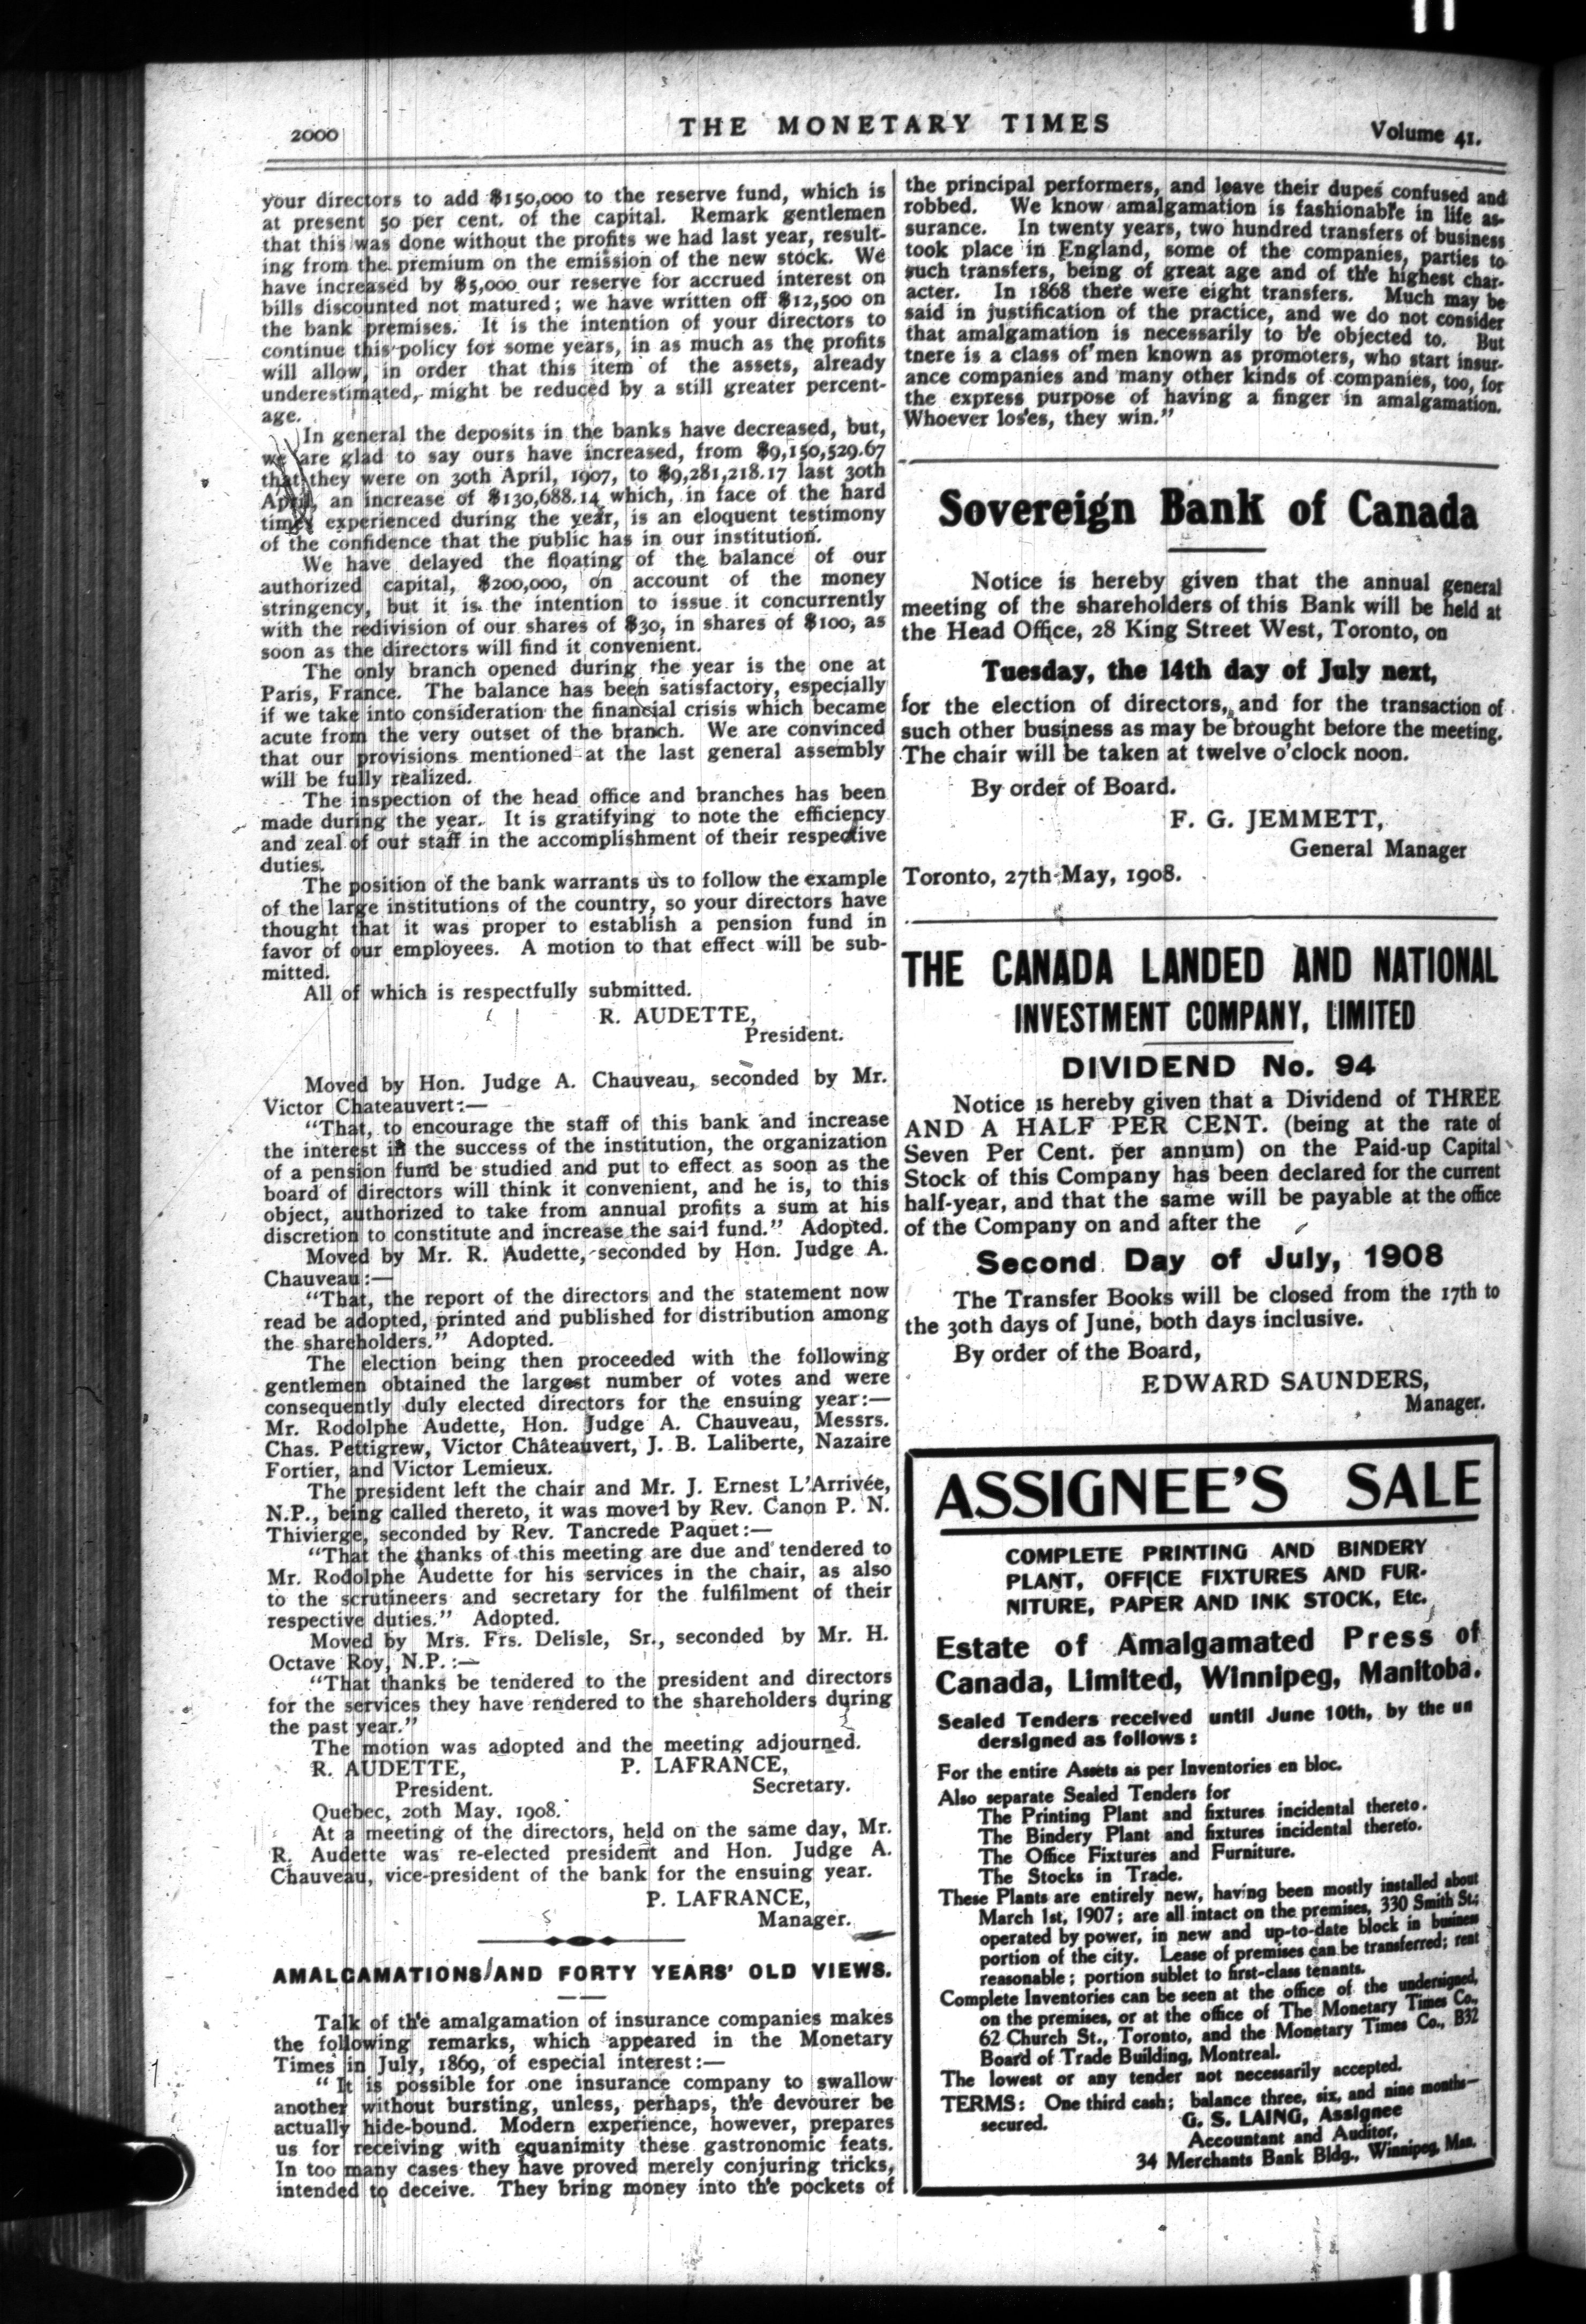 2000
THE MONETARY TIMES
Volume 41.
your directors to add $150,000 to the reserve fund, which is
at present 50 per cent. of the capital. Remark gentlemen
that this was done without the profits we had last year, result-
ing from the premium on the emission of the new stock. We
have increased by $5,000 our reserve for accrued interest on
bills discounted not matured; we have written off $12,500 on
the bank premises. It is the intention of your directors to
continue this policy for some years, in as much as the profits
will allow, in order that this item of the assets, already
underestimated, might be reduced by a still greater percent-
age.
In general the deposits in the banks have decreased, but,
we are glad to say ours have increased, from $9,150,529.67
that they were on 30th April, 1907, to $9,281,218.17 last 30th
April, an increase of $130,688.14 which, in face of the hard
times experienced during the year, is an eloquent testimony
of the confidence that the public has in our institution.
We have delayed the floating of the balance of our
authorized capital, $200,000, on account of the money
stringency, but it is the intention to issue it concurrently
with the redivision of our shares of $30, in shares of $100, as
soon as the directors will find it convenient.
The only branch opened during the year is the one at
Paris, France. The balance has been satisfactory, especially
if we take into consideration the financial crisis which became
acute from the very outset of the branch. We are convinced
that our provisions mentioned at the last general assembly
will be fully realized.
The inspection of the head office and branches has been
made during the year. It is gratifying to note the efficiency
and zeal of our staff in the accomplishment of their respective
duties.
The position of the bank warrants us to follow the example
of the large institutions of the country, so your directors have
thought that it was proper to establish a pension fund in
favor of our employees. A motion to that effect will be sub-
mitted.
All of which is respectfully submitted.
R. AUDETTE,
President.
Moved by Hon. Judge A. Chauveau, seconded by Mr.
Victor Chateauvert:—
"That, to encourage the staff of this bank and increase
the interest in the success of the institution, the organization
of a pension fund be studied and put to effect as soon as the
board of directors will think it convenient, and he is, to this
object, authorized to take from annual profits a sum at his
discretion to constitute and increase the said fund." Adopted.
Moved by Mr. R. Audette, seconded by Hon. Judge A.
Chauveau:—
"That, the report of the directors and the statement now
read be adopted, printed and published for distribution among
the shareholders." Adopted.
The election being then proceeded with the following
gentlemen obtained the largest number of votes and were
consequently duly elected directors for the ensuing year:—
Mr. Rodolphe Audette, Hon. Judge A. Chauveau, Messrs.
Chas. Pettigrew, Victor Châteauvert, J. B. Laliberte, Nazaire
Fortier, and Victor Lemieux.
The president left the chair and Mr. J. Ernest L'Arrivée,
N.P., being called thereto, it was moved by Rev. Canon P. N.
Thivierge, seconded by Rev. Tancrede Paquet:—
"That the thanks of this meeting are due and tendered to
Mr. Rodolphe Audette for his services in the chair, as also
to the scrutineers and secretary for the fulfilment of their
respective duties." Adopted.
Moved by Mrs. Frs. Delisle, Sr., seconded by Mr. H.
Octave Roy, N.P.:—
"That thanks be tendered to the president and directors
for the services they have rendered to the shareholders during
the past year."
The motion was adopted and the meeting adjourned.
R. AUDETTE, P. LAFRANCE,
President. Secretary.
Quebec, 20th May, 1908.
At a meeting of the directors, held on the same day, Mr.
R. Audette was re-elected president and Hon. Judge A.
Chauveau, vice-president of the bank for the ensuing year.
P. LAFRANCE,
Manager.
AMALGAMATIONS AND FORTY YEARS' OLD VIEWS.
Talk of the amalgamation of insurance companies makes
the following remarks, which appeared in the Monetary
Times in July, 1869, of especial interest:—
"It is possible for one insurance company to swallow
another without bursting, unless, perhaps, the devourer be
actually hide-bound. Modern experience, however, prepares
us for receiving with equanimity these gastronomic feats.
In too many cases they have proved merely conjuring tricks,
intended to deceive. They bring money into the pockets of
the principal performers, and leave their dupes confused and
robbed. We know amalgamation is fashionable in life as-
surance. In twenty years, two hundred transfers of business
took place in England, some of the companies, parties to
such transfers, being of great age and of the highest char-
acter. In 1868 there were eight transfers. Much may be
said in justification of the practice, and we do not consider
that amalgamation is necessarily to be objected to. But
tnere is a class of men known as promoters, who start insur-
ance companies and many other kinds of companies, too, for
the express purpose of having a finger in amalgamation.
Whoever loses, they win."
Sovereign Bank of Canada
Notice is hereby given that the annual general
meeting of the shareholders of this Bank will be held at
the Head Office, 28 King Street West, Toronto, on
Tuesday, the 14th day of July next,
for the election of directors, and for the transaction of
such other business as may be brought before the meeting.
The chair will be taken at twelve o'clock noon.
By order of Board.
F. G. JEMMETT,
General Manager
Toronto, 27th May, 1908.
THE CANADA LANDED AND NATIONAL
INVESTMENT COMPANY, LIMITED
DIVIDEND No. 94
Notice is hereby given that a Dividend of THREE
AND A HALF PER CENT. (being at the rate of
Seven Per Cent. per annum) on the Paid-up Capital
Stock of this Company has been declared for the current
half-year, and that the same will be payable at the office
of the Company on and after the
Second Day of July, 1908
The Transfer Books will be closed from the 17th to
the 30th days of June, both days inclusive.
By order of the Board,
EDWARD SAUNDERS,
Manager.
ASSIGNEE'S SALE
COMPLETE PRINTING AND BINDERY
PLANT, OFFICE FIXTURES AND FUR-
NITURE, PAPER AND INK STOCK, Etc.
Estate of Amalgamated Press of
Canada, Limited, Winnipeg, Manitoba.
Sealed Tenders received until June 10th, by the un
dersigned as follows:
For the entire Assets as per Inventories en bloc.
Also separate Sealed Tenders for
The Printing Plant and fixtures incidental thereto.
The Bindery Plant and fixtures incidental thereto.
The Office Fixtures and Furniture.
The Stocks in Trade.
These Plants are entirely new, having been mostly installed about
March 1st, 1907; are all intact on the premises, 330 Smith St.;
operated by power, in new and up-to-date block in business
portion of the city. Lease of premises can be transferred; rent
reasonable; portion sublet to first-class tenants.
Complete Inventories can be seen at the office of the undersigned,
on the premises, or at the office of The Monetary Times Co.,
62 Church St., Toronto, and the Monetary Times Co., B32
Board of Trade Building, Montreal.
The lowest or any tender not necessarily accepted.
TERMS: One third cash; balance three, six, and nine months—
secured.
G. S. LAING, Assignee
Accountant and Auditor,
34 Merchants Bank Bldg., Winnipeg, Man.